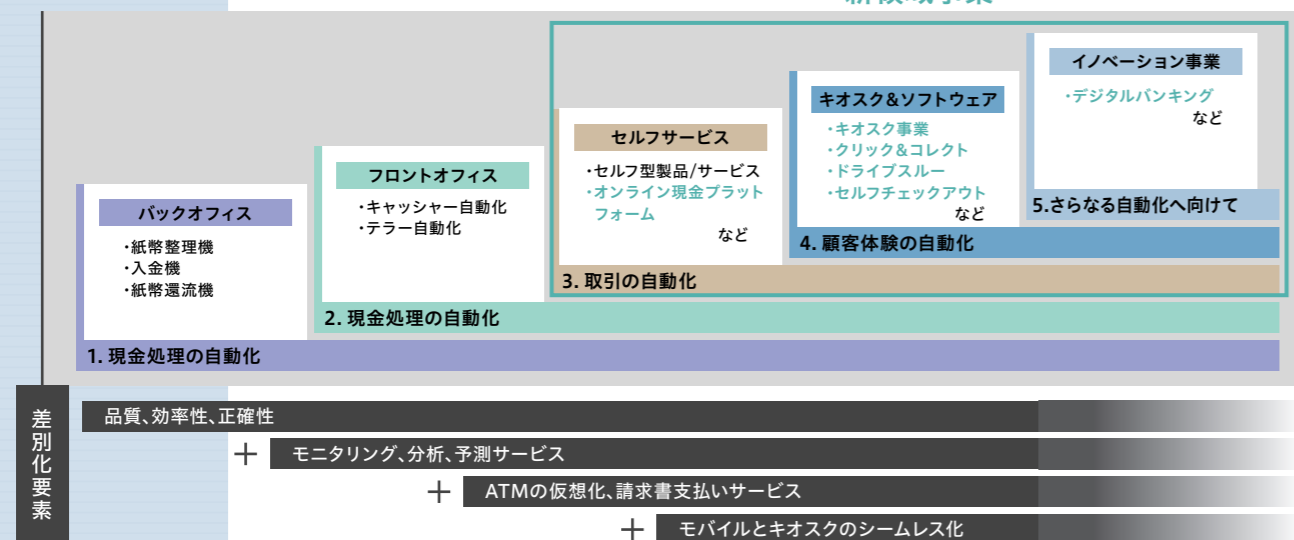 イノベーション事業
・デジタルバンキング
など
5.さらなる自動化へ向けて
キオスク&ソフトウェア
・キオスク事業
・クリック&コレクト
・ドライブスルー
・セルフチェックアウト
など
4. 顧客体験の自動化
セルフサービス
・セルフ型製品/サービス
・オンライン現金プラット
フォーム
など
3. 取引の自動化
フロントオフィス
・キャッシャー自動化
・テラー自動化
2. 現金処理の自動化
バックオフィス
・紙幣整理機
・入金機
・紙幣還流機
1. 現金処理の自動化
差別化要素
品質、効率性、正確性
+ モニタリング、分析、予測サービス
+ ATMの仮想化、請求書支払いサービス
+ モバイルとキオスクのシームレス化